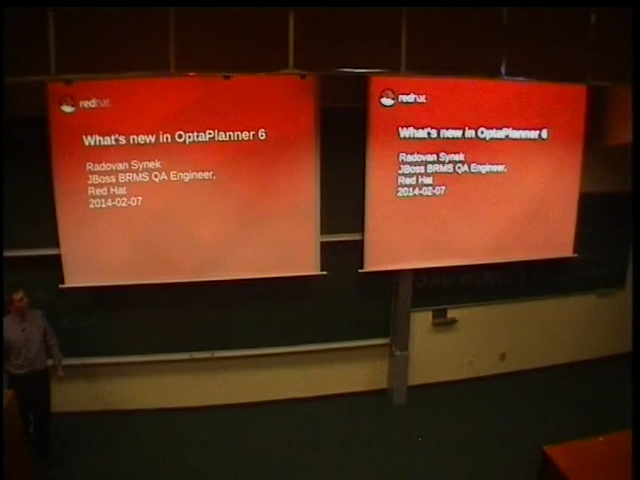 redhat
What's new in OptaPlanner 6
Radovan Synek
JBoss BRMS QA Engineer,
Red Hat
2014-02-07
redhat
What's new in OptaPlanner 6
Radovan Synek
JBoss BRMS QA Engineer,
Red Hat
2014-02-07